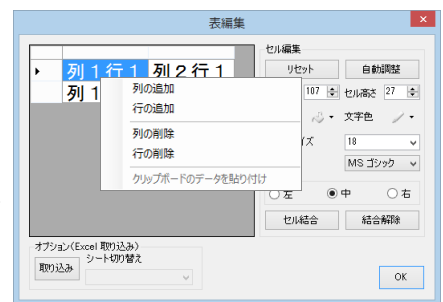 表編集
列1行1 列2行1
列1
列の追加
行の追加
列の削除
行の削除
クリップボードのデータを貼り付け
セル編集
リセット 自動調整
107 セル高さ 27
文字色
イズ 18
MS ゴシック
左 中 右
セル結合 結合解除
オプション(Excel 取り込み)
取り込み シート切り替え
OK